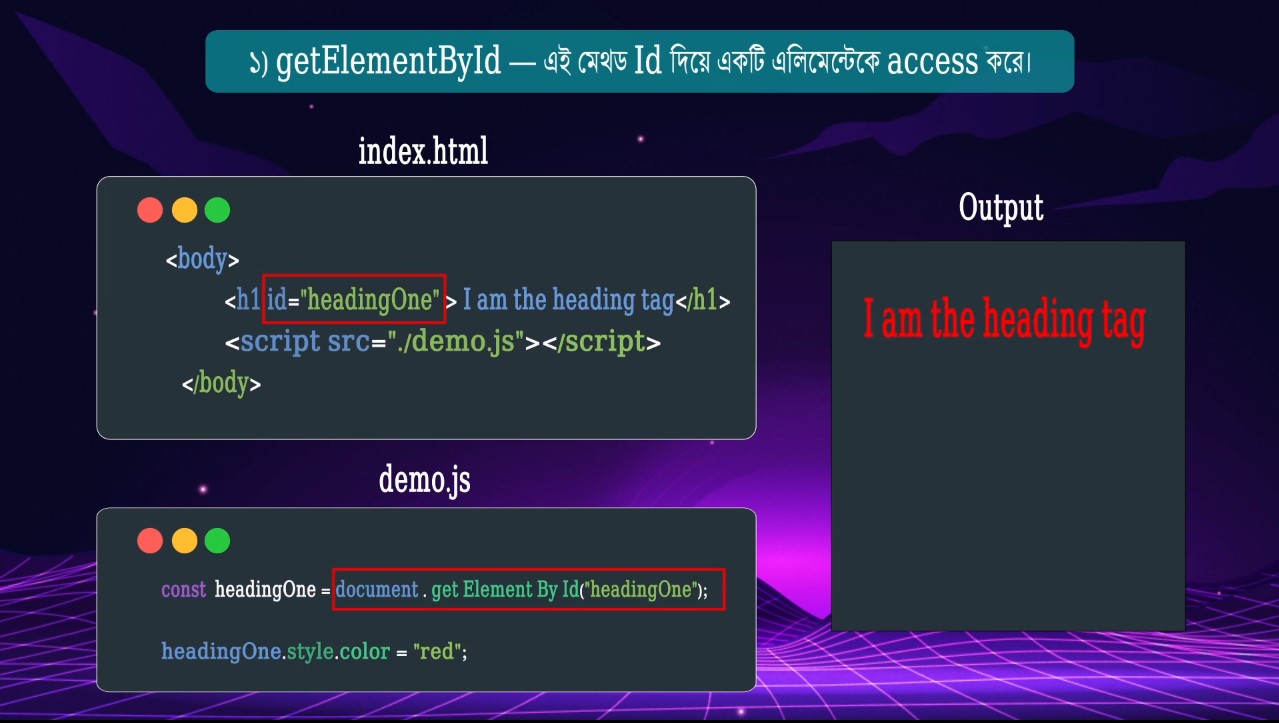 ১) getElementById — এই মেথড Id দিয়ে একটি এলিমেন্টেকে access করে।
index.html
<body>
<h1 id="headingOne" > I am the heading tag</h1>
<script src="./demo.js"></script>
</body>
Output
I am the heading tag
demo.js
const headingOne = document . get Element By Id("headingOne");
headingOne.style.color = "red";